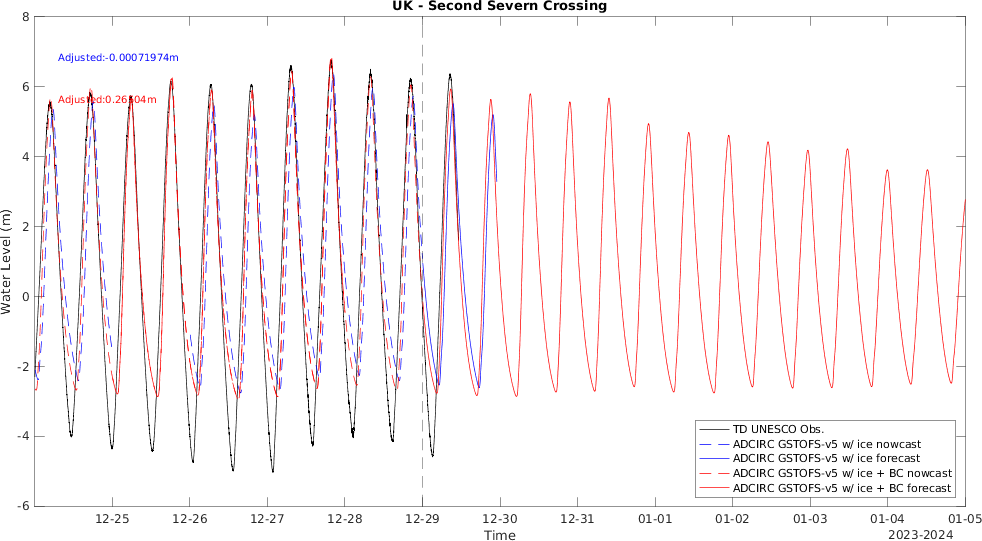 UK - Second Severn Crossing
8
6
4
2
0
-2
-4
-6
Water Level (m)
Adjusted:-0.00071974m
Adjusted:0.26504m
TD UNESCO Obs.
ADCIRC GSTOFS-v5 w/ ice nowcast
ADCIRC GSTOFS-v5 w/ ice forecast
ADCIRC GSTOFS-v5 w/ ice + BC nowcast
ADCIRC GSTOFS-v5 w/ ice + BC forecast
12-25 12-26 12-27 12-28 12-29 12-30 12-31 01-01 01-02 01-03 01-04 01-05
Time
2023-2024